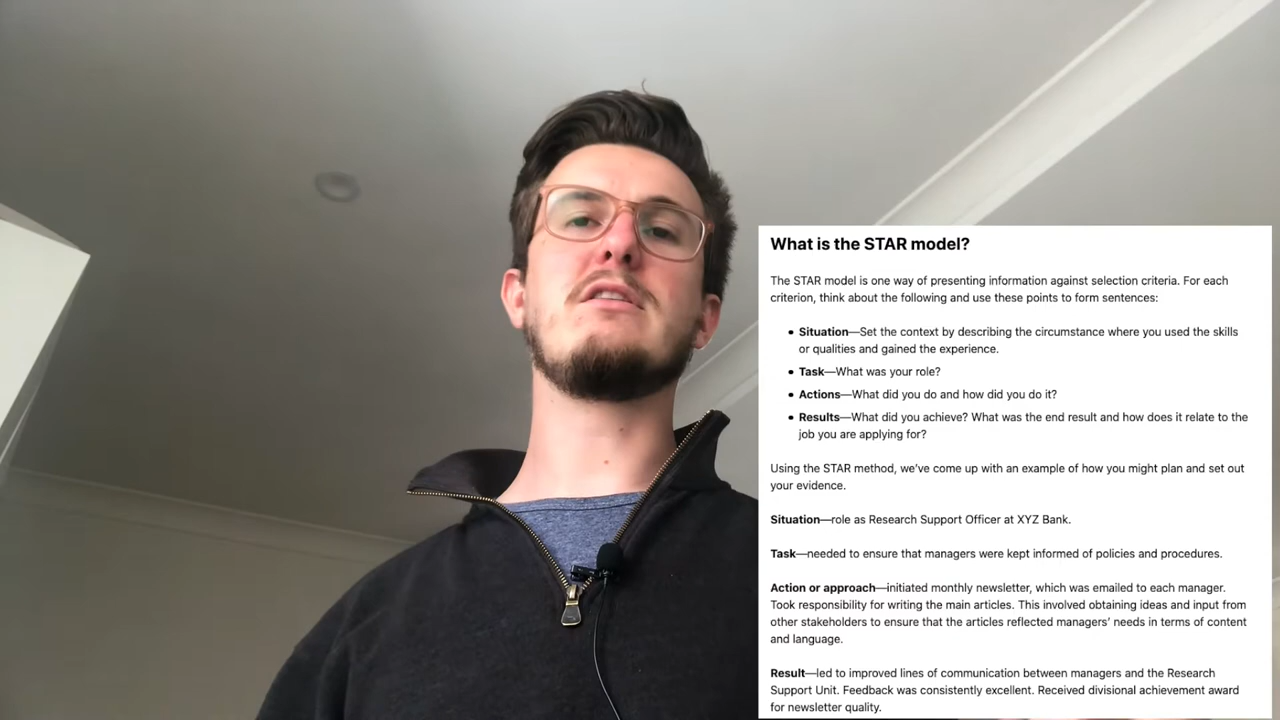 What is the STAR model?
The STAR model is one way of presenting information against selection criteria. For each
criterion, think about the following and use these points to form sentences:
• Situation—Set the context by describing the circumstance where you used the skills
or qualities and gained the experience.
• Task—What was your role?
• Actions—What did you do and how did you do it?
• Results—What did you achieve? What was the end result and how does it relate to the
job you are applying for?
Using the STAR method, we've come up with an example of how you might plan and set out
your evidence.
Situation—role as Research Support Officer at XYZ Bank.
Task—needed to ensure that managers were kept informed of policies and procedures.
Action or approach—initiated monthly newsletter, which was emailed to each manager.
Took responsibility for writing the main articles. This involved obtaining ideas and input from
other stakeholders to ensure that the articles reflected managers' needs in terms of content
and language.
Result—led to improved lines of communication between managers and the Research
Support Unit. Feedback was consistently excellent. Received divisional achievement award
for newsletter quality.